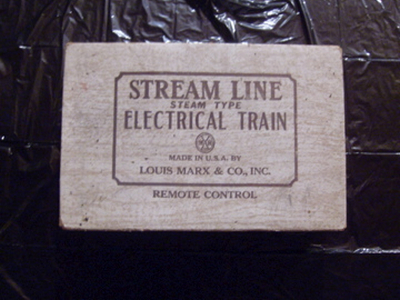 STREAM LINE
STEAM TYPE
ELECTRICAL TRAIN
MADE IN U.S.A. BY
LOUIS MARX & CO., INC.
REMOTE CONTROL